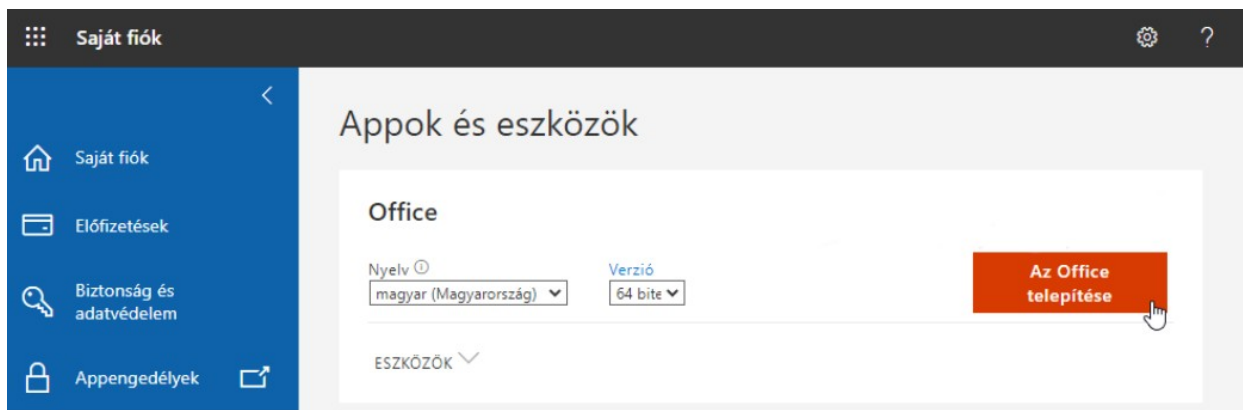 Saját fiók
?
Saját fiók
Előfizetések
Biztonság és
adatvédelem
Appengedélyek
Appok és eszközök
Office
Nyelv
magyar (Magyarország)
Verzió
64 bite
Az Office
telepítése
ESZKÖZÖK